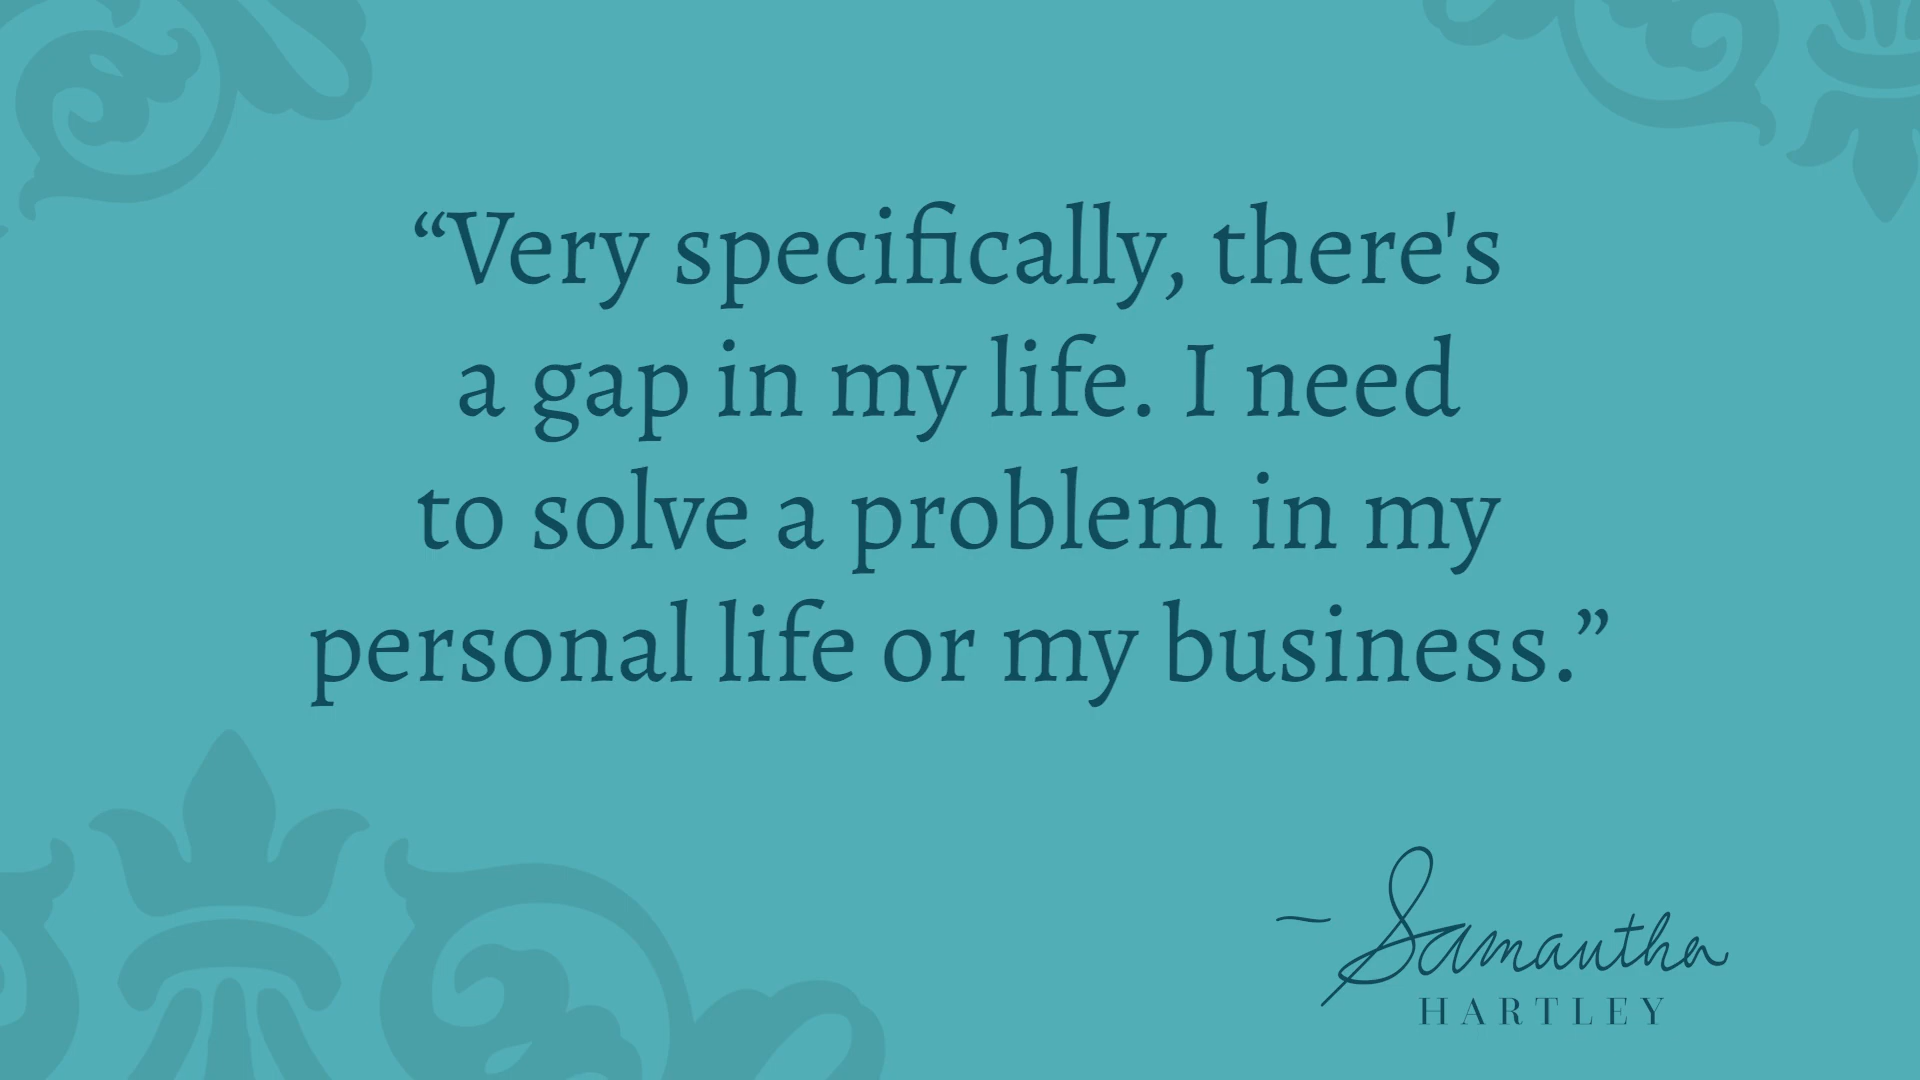 “Very specifically, there's
a gap in my life. I need
to solve a problem in my
personal life or my business.”
~Samantha
HARTLEY